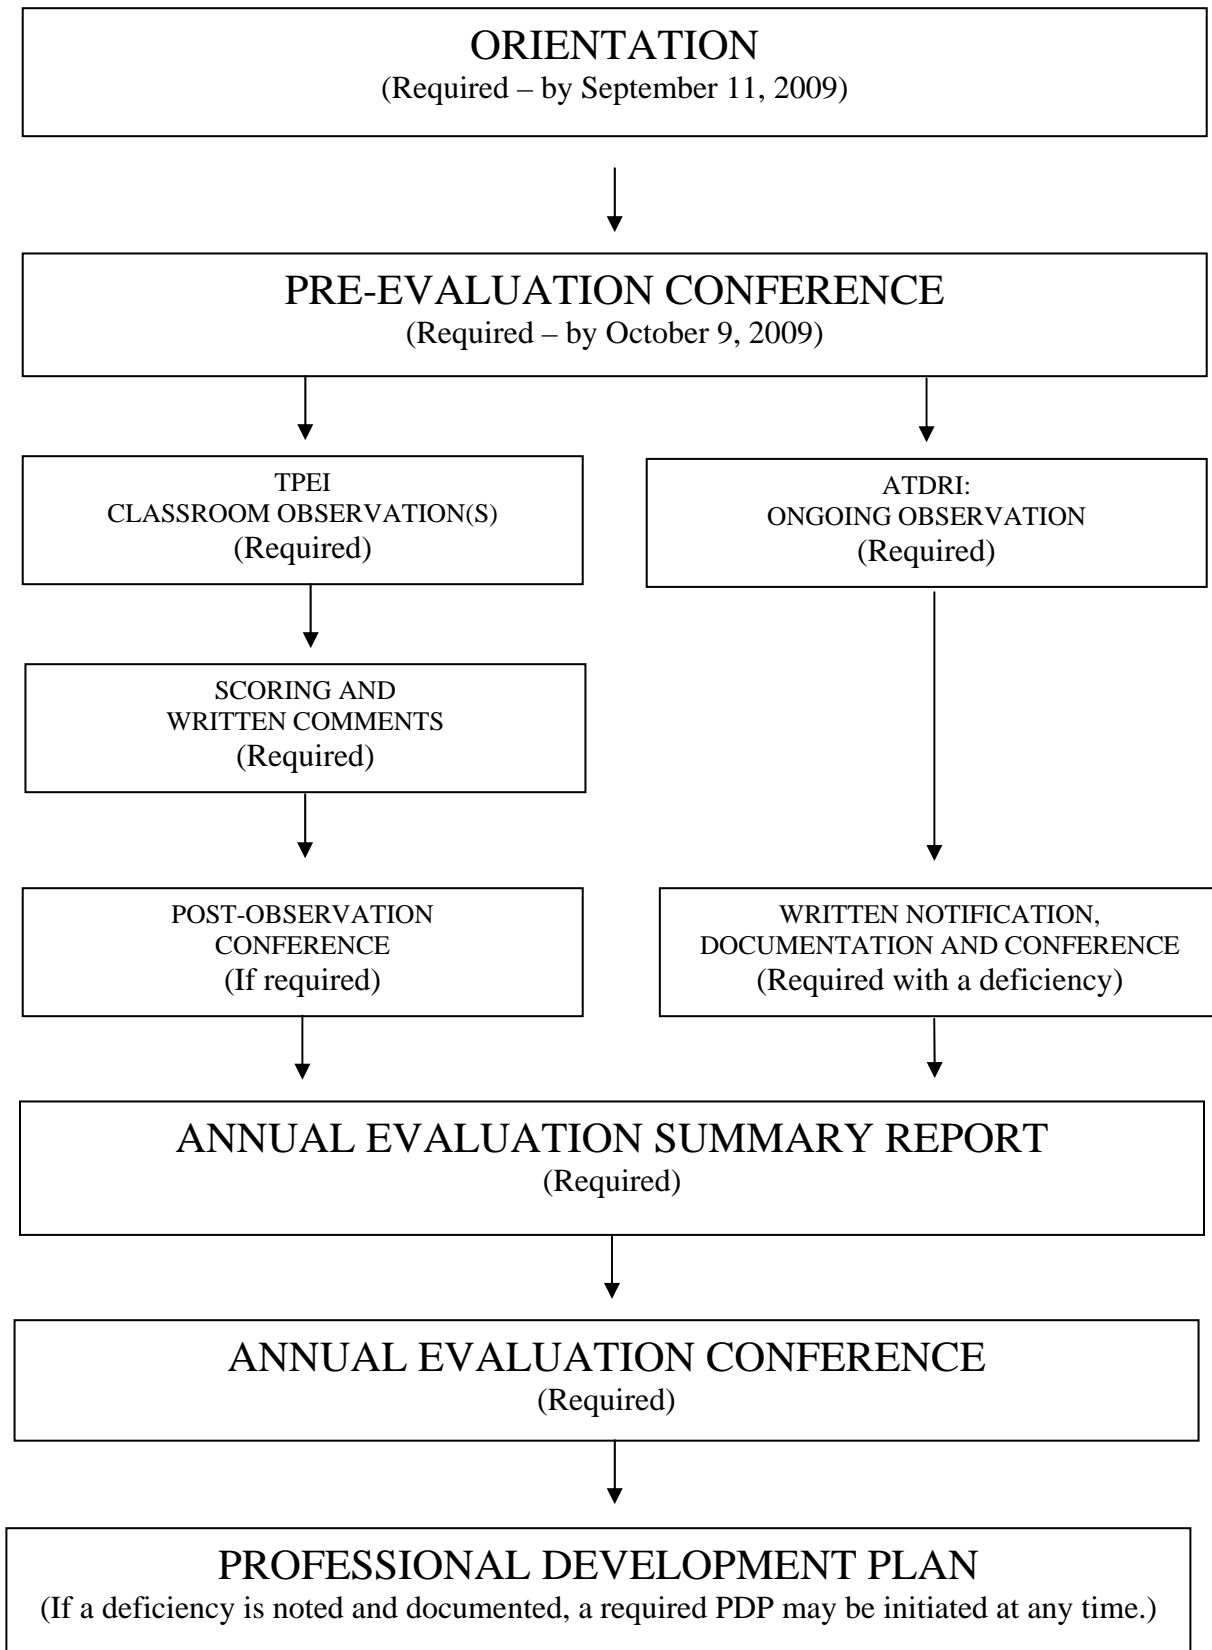 ORIENTATION
(Required – by September 11, 2009)
PRE-EVALUATION CONFERENCE
(Required – by October 9, 2009)
TPEI
CLASSROOM OBSERVATION(S)
(Required)
ATDRI:
ONGOING OBSERVATION
(Required)
SCORING AND
WRITTEN COMMENTS
(Required)
POST-OBSERVATION
CONFERENCE
(If required)
WRITTEN NOTIFICATION,
DOCUMENTATION AND CONFERENCE
(Required with a deficiency)
ANNUAL EVALUATION SUMMARY REPORT
(Required)
ANNUAL EVALUATION CONFERENCE
(Required)
PROFESSIONAL DEVELOPMENT PLAN
(If a deficiency is noted and documented, a required PDP may be initiated at any time.)